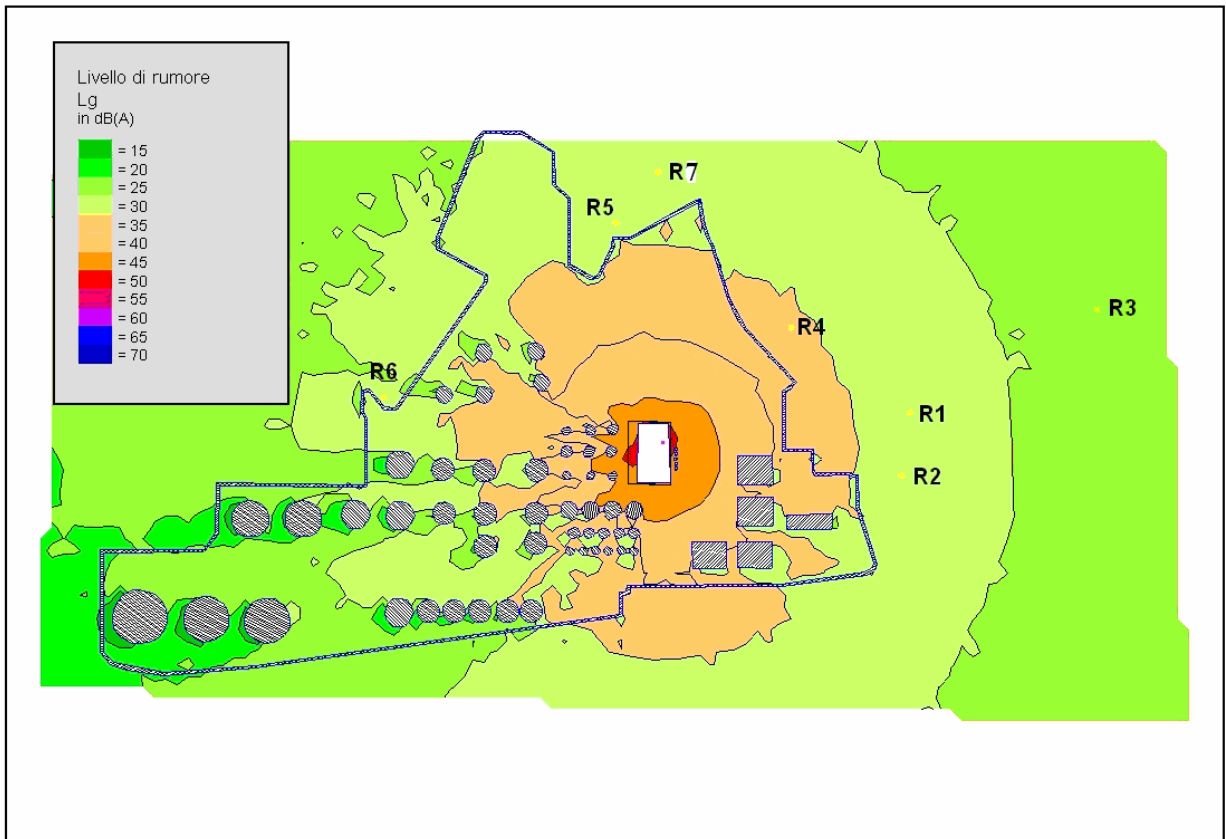 Livello di rumore
Lg
in dB(A)
= 15
= 20
= 25
= 30
= 35
= 40
= 45
= 50
= 55
= 60
= 65
= 70
R7
R5
R3
R4
R6
R1
R2